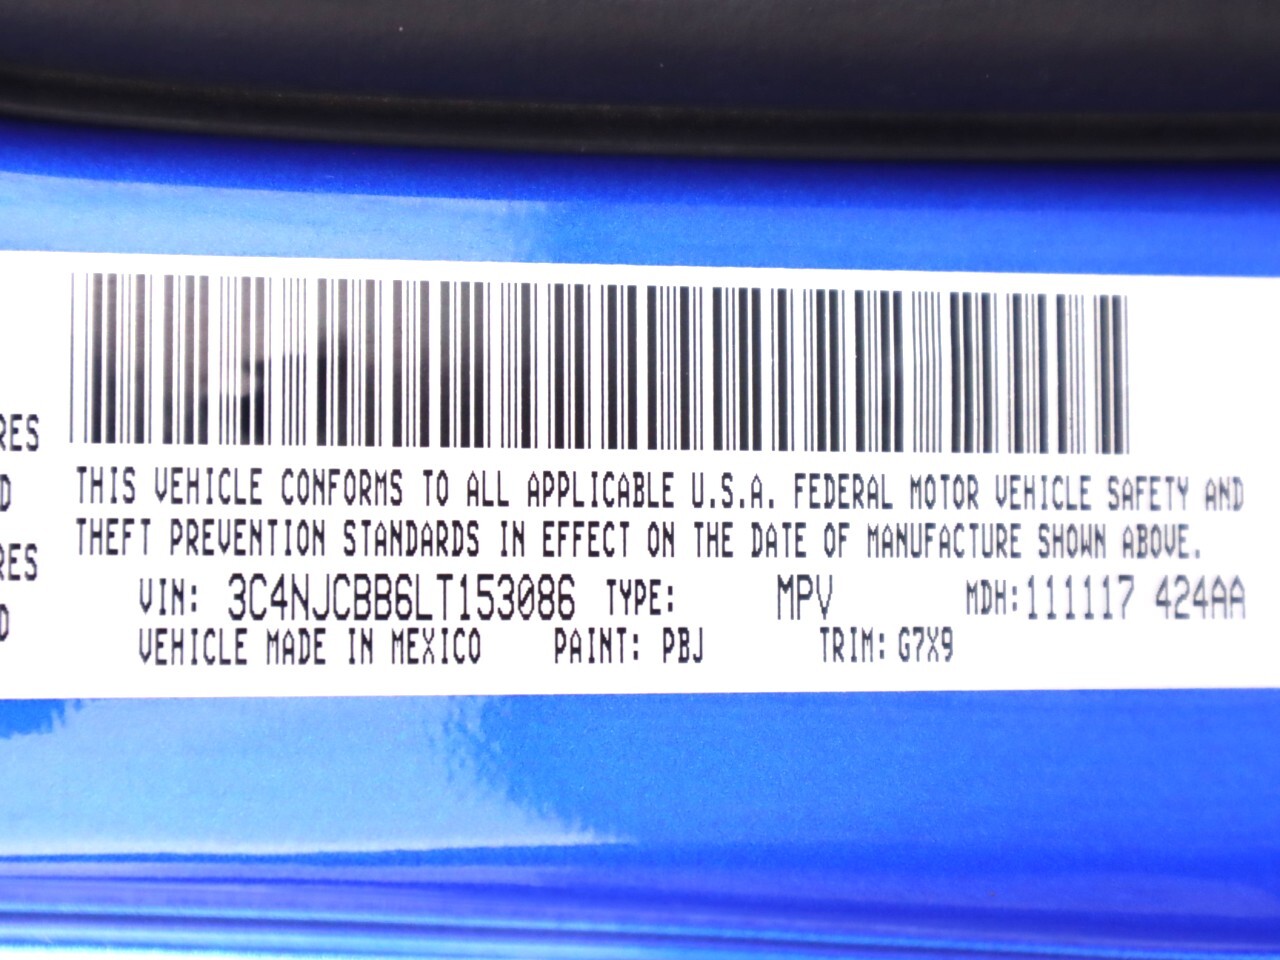 RES
D
RES
D
THIS VEHICLE CONFORMS TO ALL APPLICABLE U.S.A. FEDERAL MOTOR VEHICLE SAFETY AND
THEFT PREVENTION STANDARDS IN EFFECT ON THE DATE OF MANUFACTURE SHOWN ABOVE.
VIN: 3C4NJCBB6LT153086 TYPE: MPV MDH:111117 424AA
VEHICLE MADE IN MEXICO PAINT: PBJ TRIM: G7X9